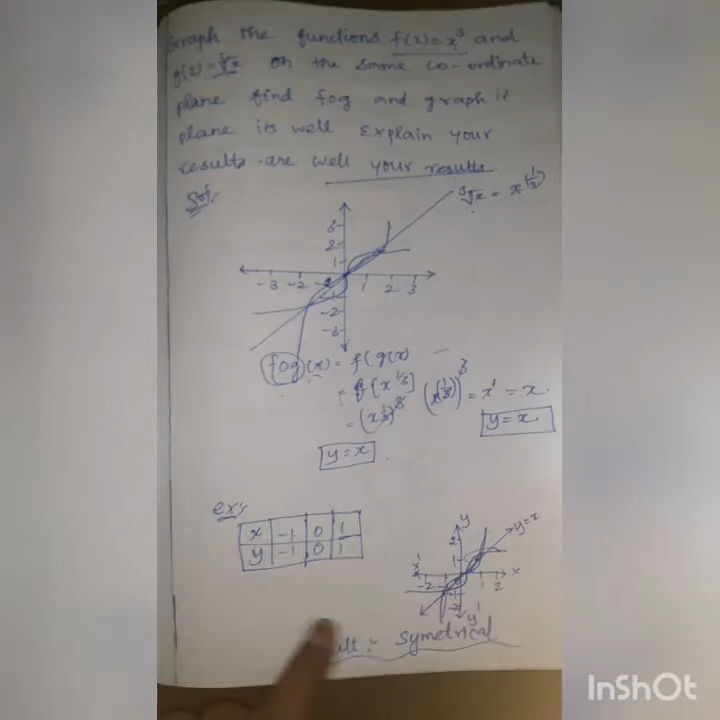 Graph the functions f(x)=x³ and
g(x)=∛x on the same co-ordinate
plane find fog and graph it
plane its well Explain your
results are well your results.
Sol:-
∛x = x^(1/3)
3
2
1
-3 -2 -1 1 2 3
-1
-2
-3
fog (x) = f(g(x)
= f[x^1/3] (x^(1/3))^3 = x^1 = x.
= (x^1/3)^3
y=x.
y=x
ex:
x -1 0 1
y -1 0 1
y
y=x
2
1
x' x
-2 1 2
-1
-2
y'
ult :- Symetrical
InShOt